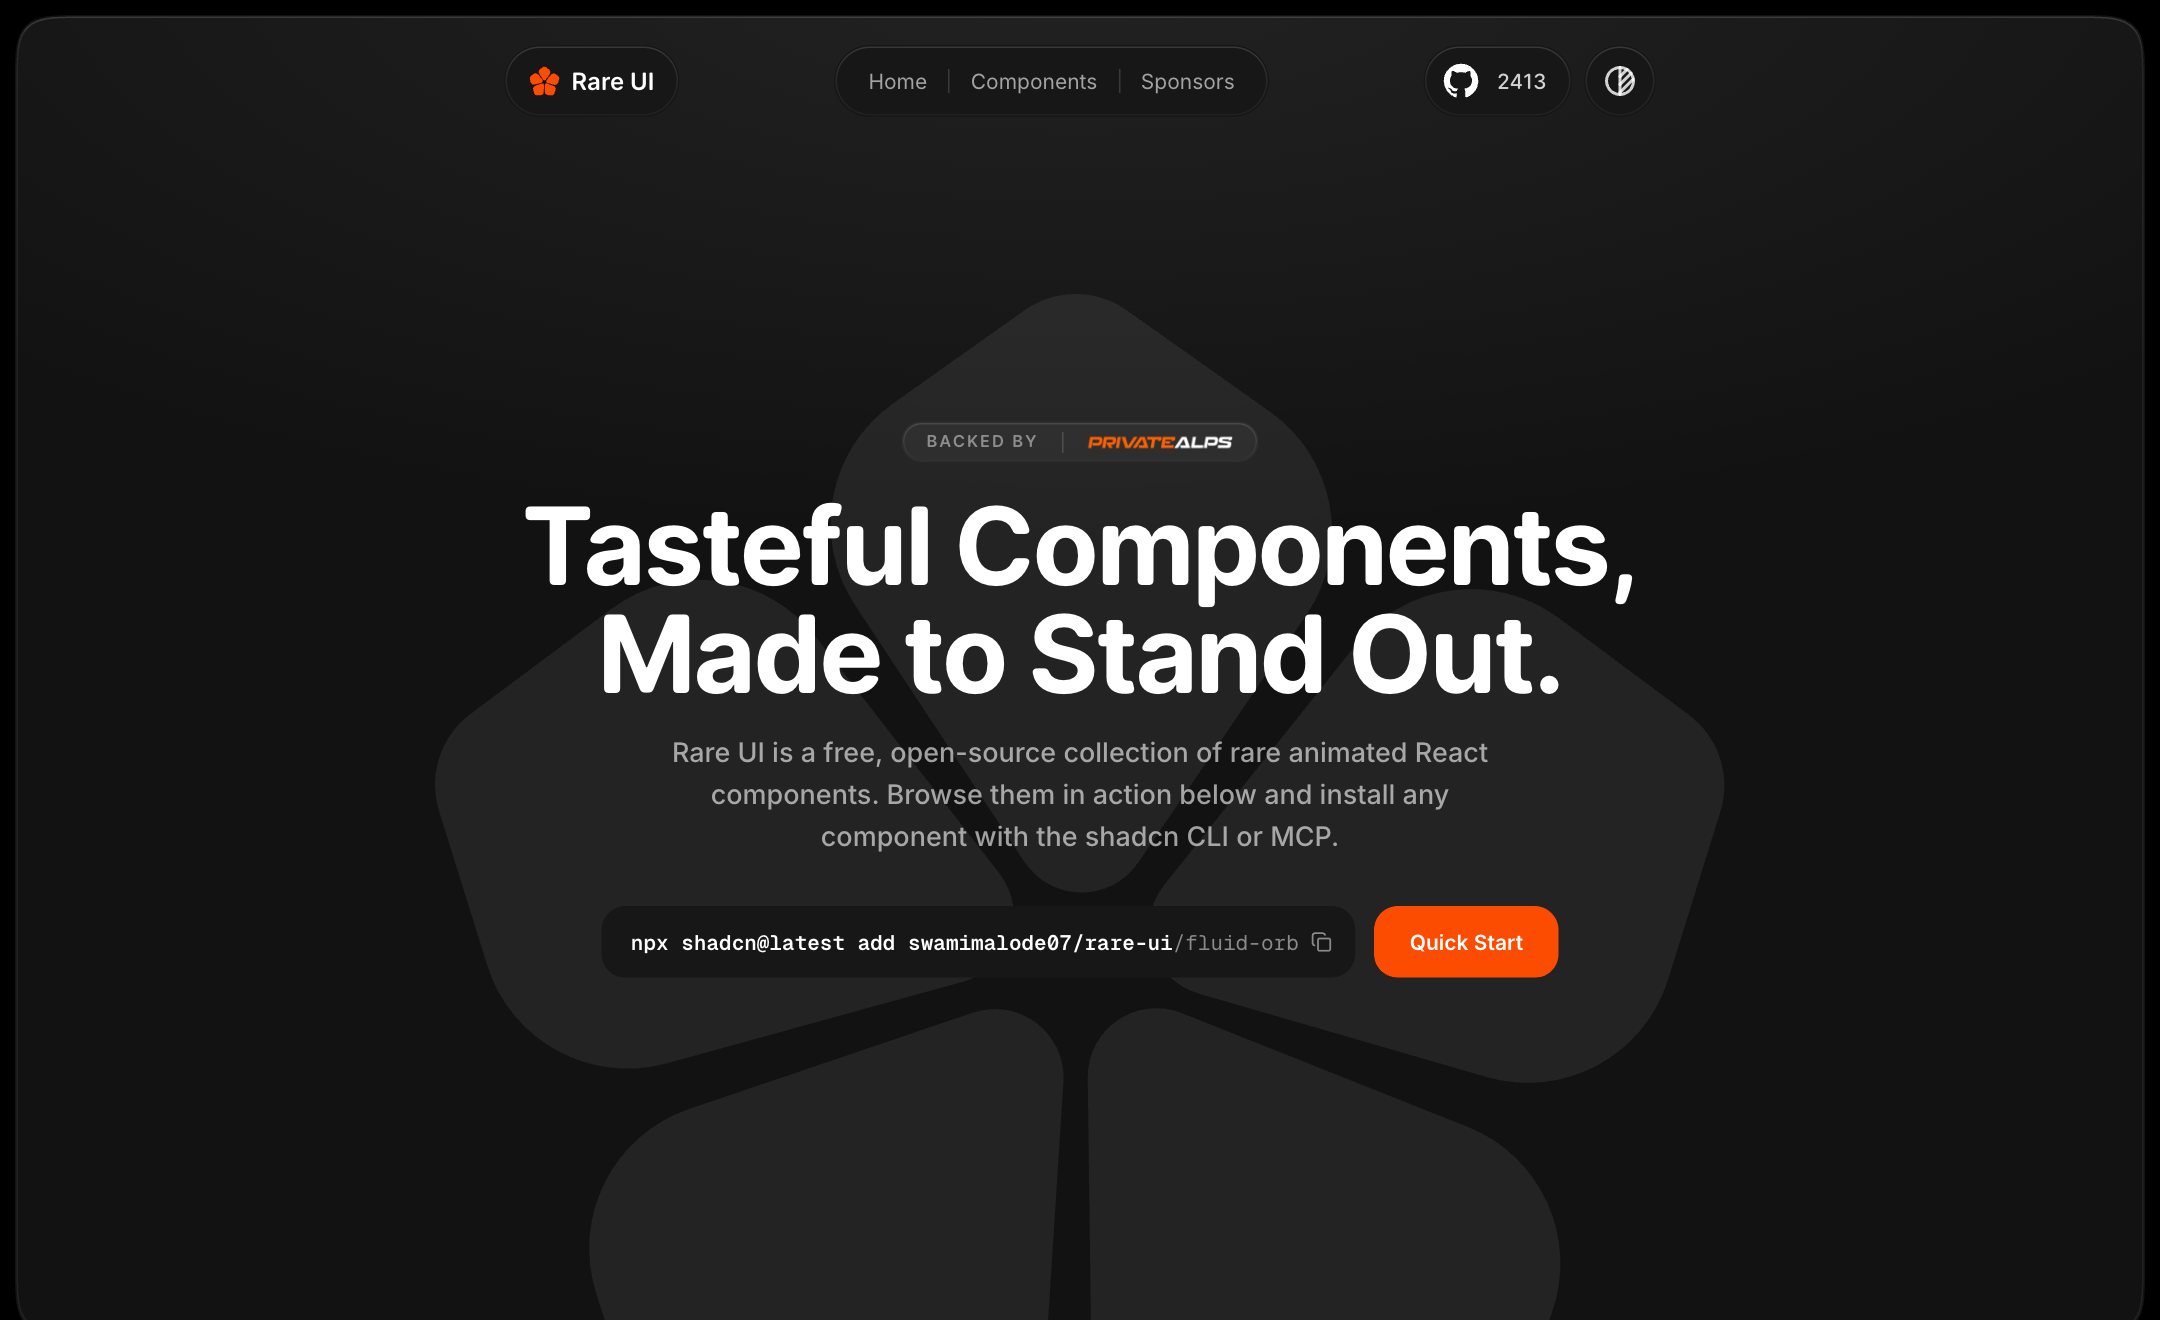 Rare UI
Home
Components
Sponsors
2413
BACKED BY
PRIVATEALPS
Tasteful Components,
Made to Stand Out.
Rare UI is a free, open-source collection of rare animated React
components. Browse them in action below and install any
component with the shadcn CLI or MCP.
npx shadcn@latest add swamimalode07/rare-ui/fluid-orb
Quick Start